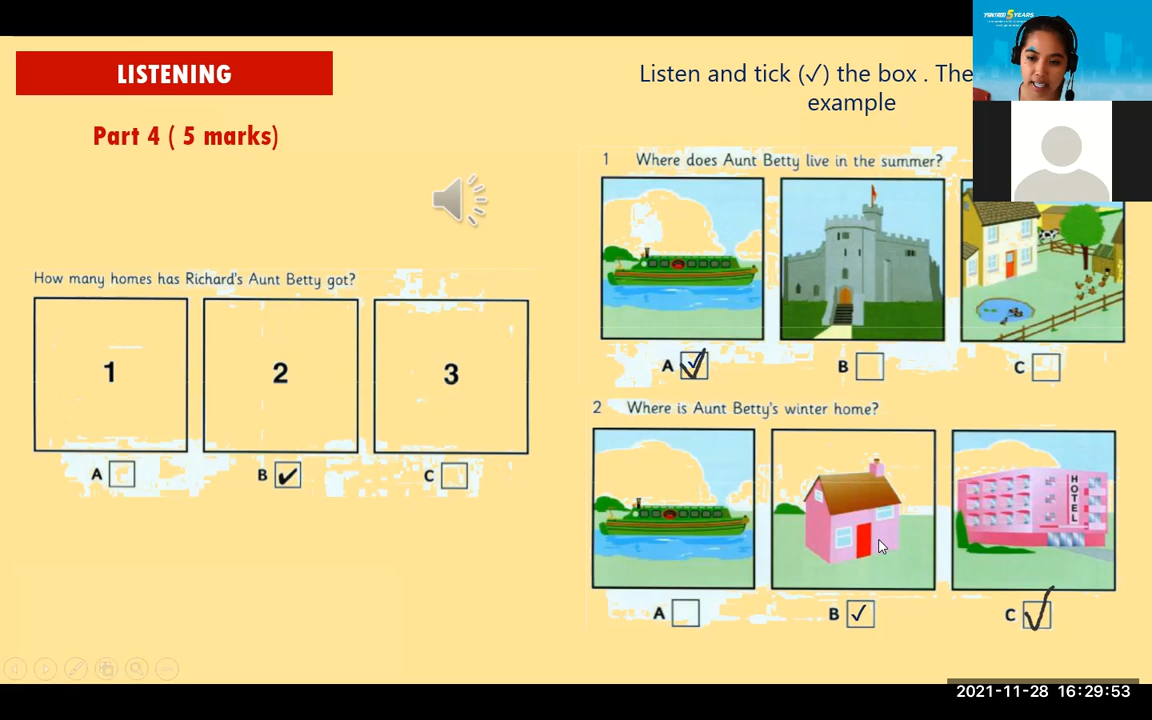 LISTENING
Part 4 ( 5 marks)
Listen and tick (✓) the box . The
example
How many homes has Richard's Aunt Betty got?
1 2 3
A B ✔ C
1 Where does Aunt Betty live in the summer?
A ✓ B C
2 Where is Aunt Betty's winter home?
HOTEL
A B ✓ C ✓
5 YEARS
2021-11-28 16:29:53